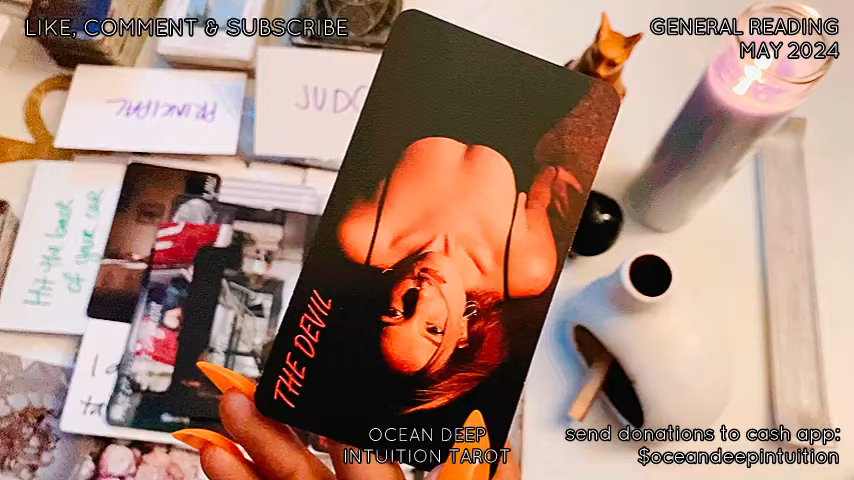 LIKE, COMMENT & SUBSCRIBE
GENERAL READING
MAY 2024
PRINCIPAL
JUDG
Hit the back
of your car
THE DEVIL
OCEAN DEEP
INTUITION TAROT
send donations to cash app:
$oceandeepintuition